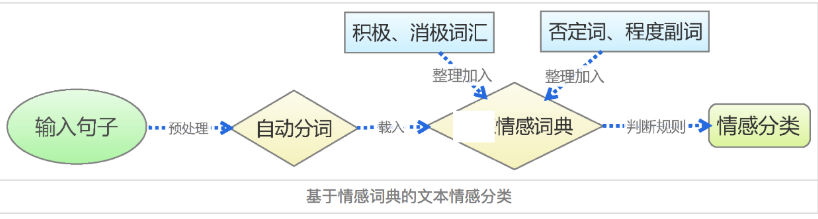 积极、消极词汇
否定词、程度副词
整理加入
整理加入
输入句子
预处理
自动分词
载入
情感词典
判断规则
情感分类
基于情感词典的文本情感分类